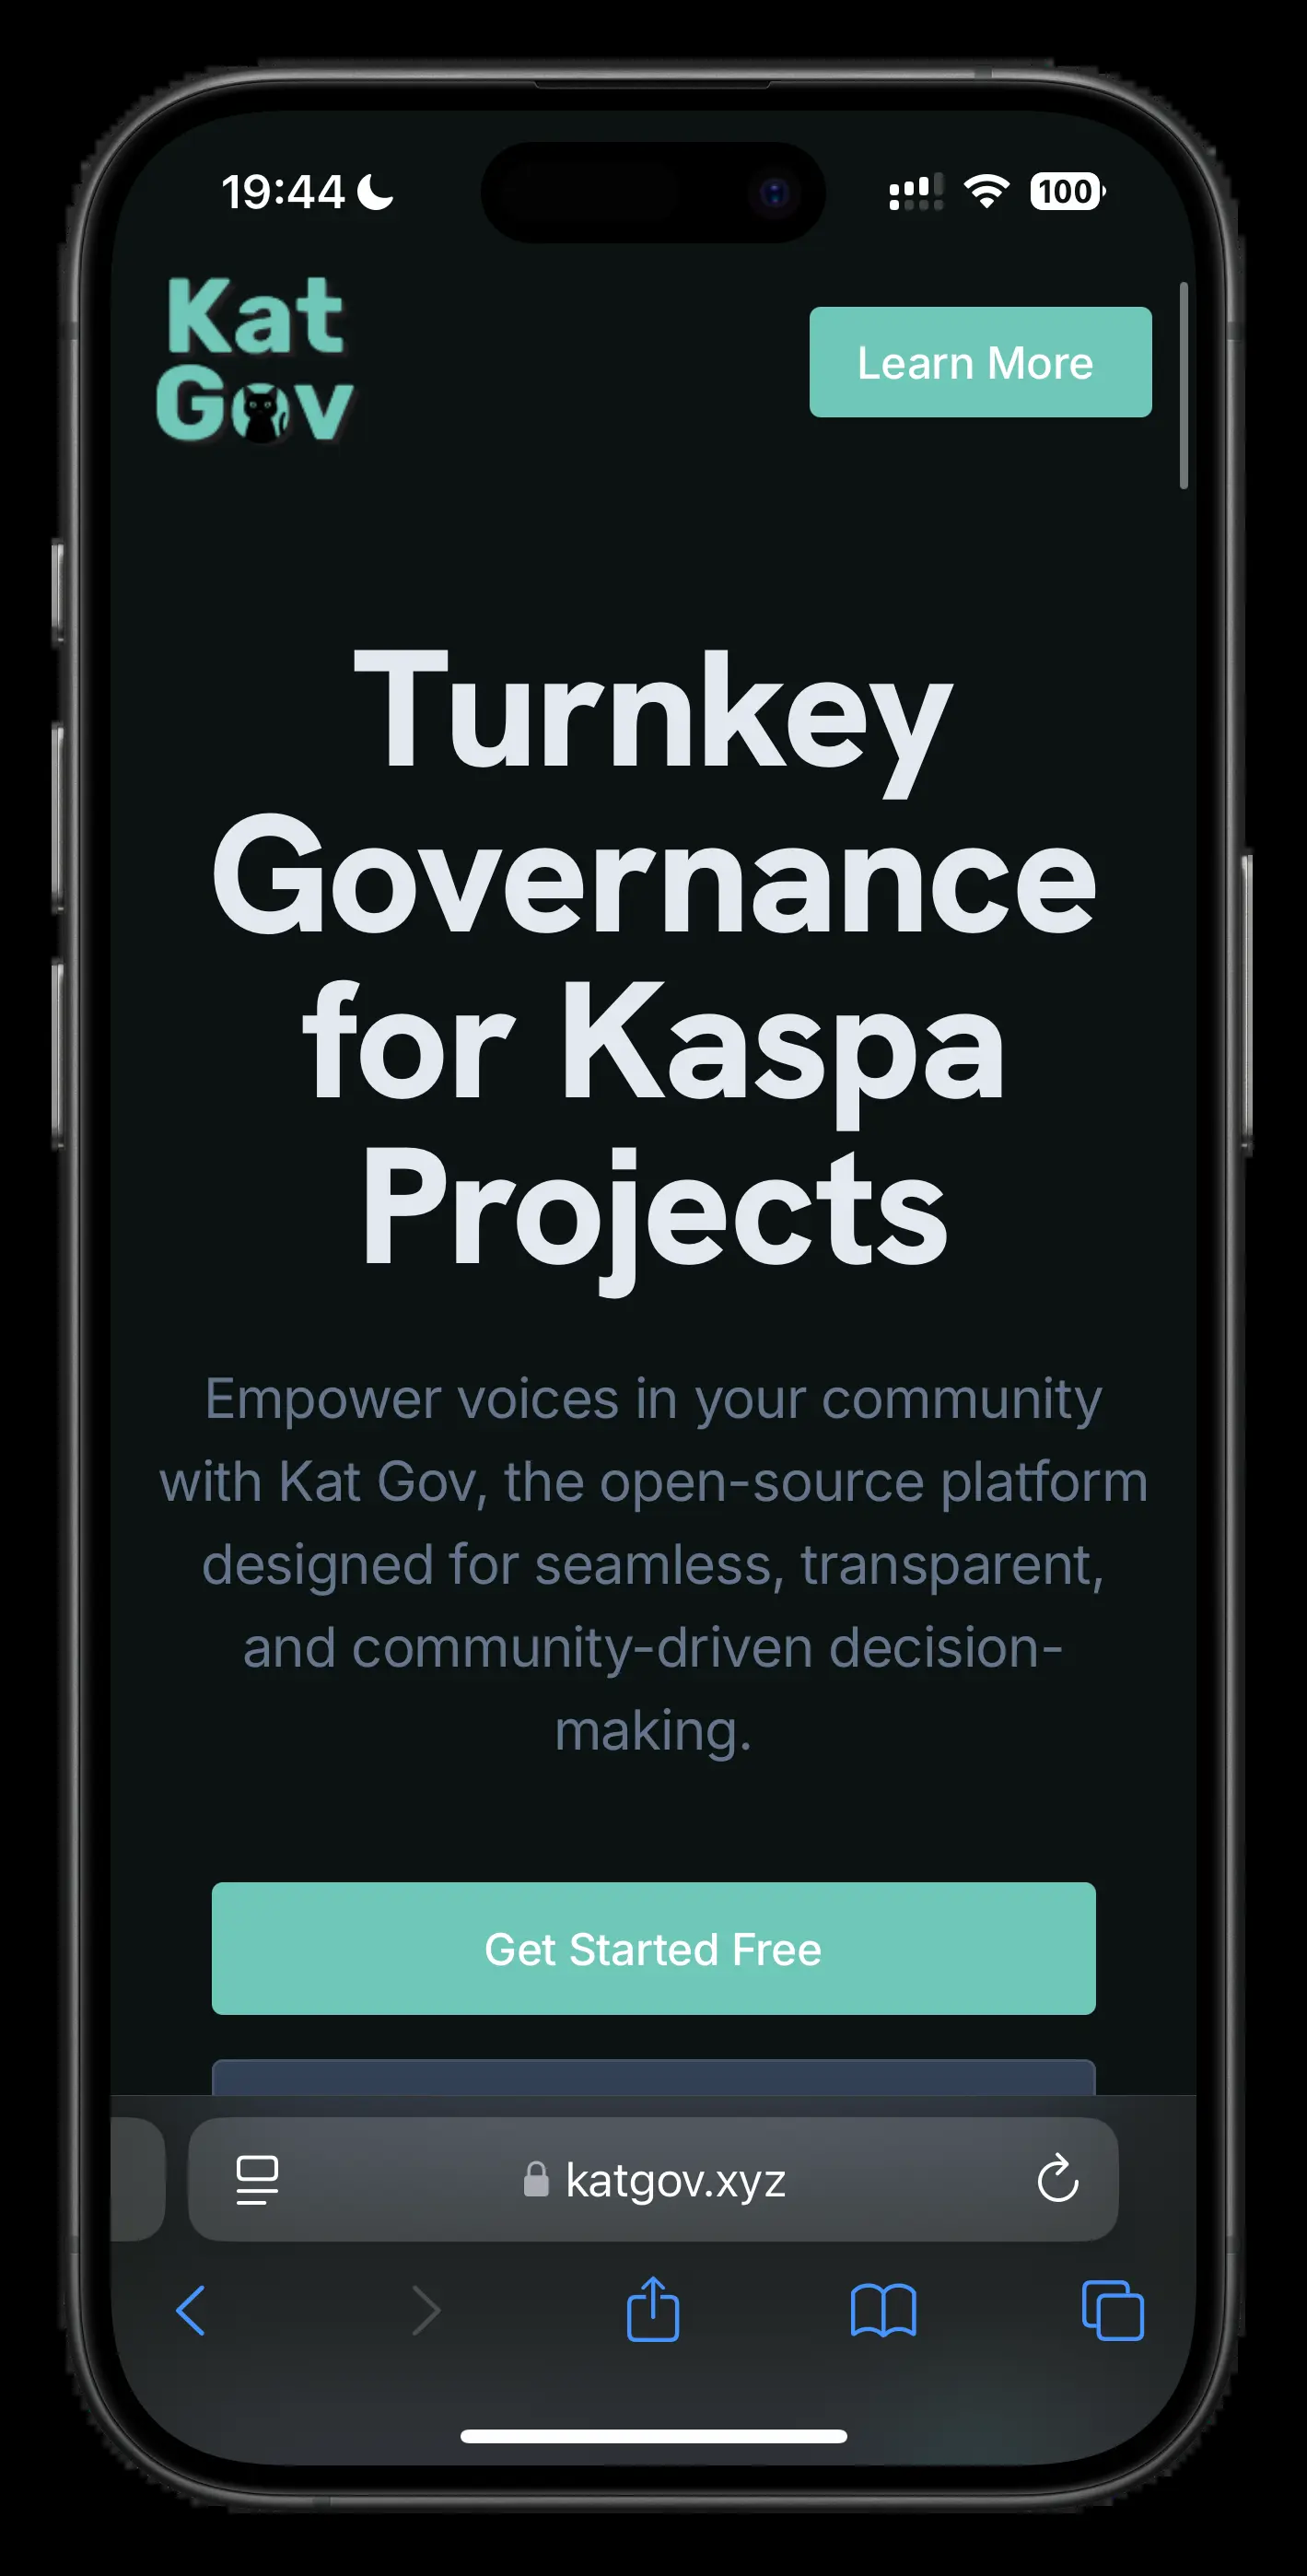 19:44
100
Kat
Gov
Learn More
Turnkey
Governance
for Kaspa
Projects
Empower voices in your community
with Kat Gov, the open-source platform
designed for seamless, transparent,
and community-driven decision-
making.
Get Started Free
katgov.xyz